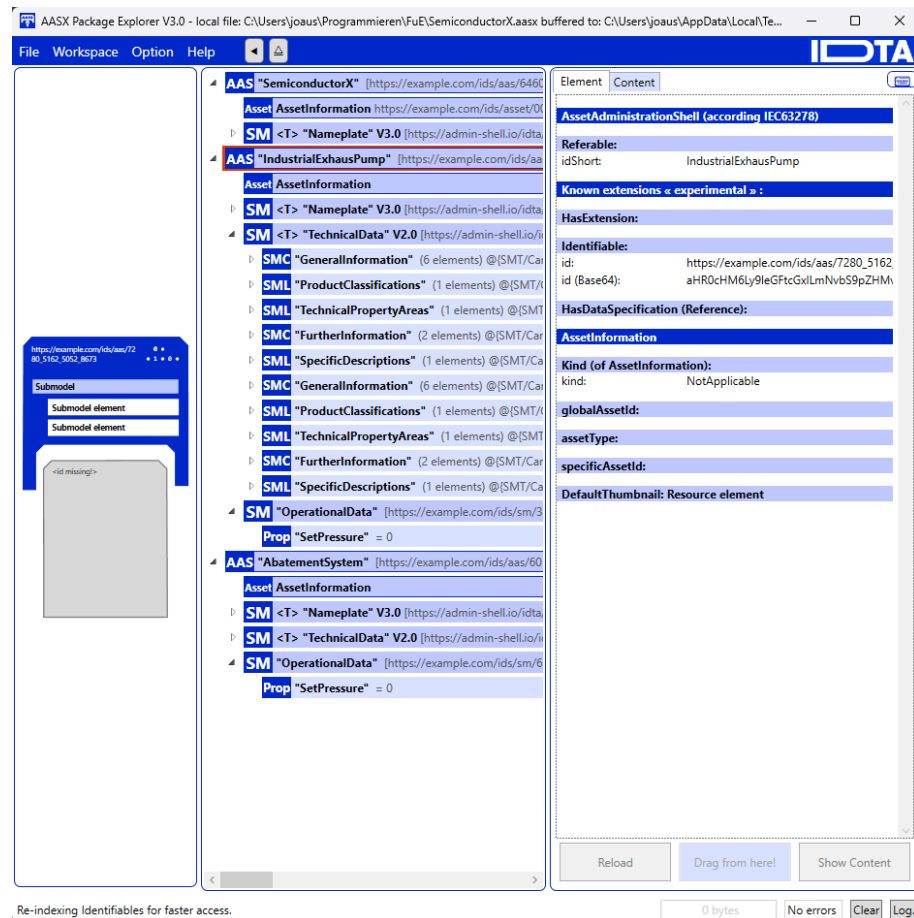 AASX Package Explorer V3.0 - local file: C:\Users\joaus\Programmieren\FuE\SemiconductorX.aasx buffered to: C:\Users\joaus\AppData\Local\Te...
File Workspace Option Help
IDTA
https://example.com/ids/aas/72
80_5162_5052_8673
0
1 0
Submodel
Submodel element
Submodel element
<id missing!>
AAS "SemiconductorX" [https://example.com/ids/aas/6460
Asset AssetInformation https://example.com/ids/asset/00
SM <T> "Nameplate" V3.0 [https://admin-shell.io/idta/
AAS "IndustrialExhausPump" [https://example.com/ids/aa
Asset AssetInformation
SM <T> "Nameplate" V3.0 [https://admin-shell.io/idta/
SM <T> "TechnicalData" V2.0 [https://admin-shell.io/i
SMC "GeneralInformation" (6 elements) @{SMT/Car
SML "ProductClassifications" (1 elements) @{SMT/
SML "TechnicalPropertyAreas" (1 elements) @{SMT
SMC "FurtherInformation" (2 elements) @{SMT/Car
SML "SpecificDescriptions" (1 elements) @{SMT/Ca
SMC "GeneralInformation" (6 elements) @{SMT/Car
SML "ProductClassifications" (1 elements) @{SMT/
SML "TechnicalPropertyAreas" (1 elements) @{SMT
SMC "FurtherInformation" (2 elements) @{SMT/Car
SML "SpecificDescriptions" (1 elements) @{SMT/Ca
SM "OperationalData" [https://example.com/ids/sm/3
Prop "SetPressure" = 0
AAS "AbatementSystem" [https://example.com/ids/aas/60
Asset AssetInformation
SM <T> "Nameplate" V3.0 [https://admin-shell.io/idta/
SM <T> "TechnicalData" V2.0 [https://admin-shell.io/i
SM "OperationalData" [https://example.com/ids/sm/6
Prop "SetPressure" = 0
Element Content
AssetAdministrationShell (according IEC63278)
Referable:
idShort: IndustrialExhausPump
Known extensions « experimental » :
HasExtension:
Identifiable:
id: https://example.com/ids/aas/7280_5162_
id (Base64):
HasDataSpecification (Reference):
AssetInformation
Kind (of AssetInformation):
kind: NotApplicable
globalAssetId:
assetType:
specificAssetId:
DefaultThumbnail: Resource element
Reload Drag from here! Show Content
Re-indexing Identifiables for faster access.
0 bytes No errors Clear Log